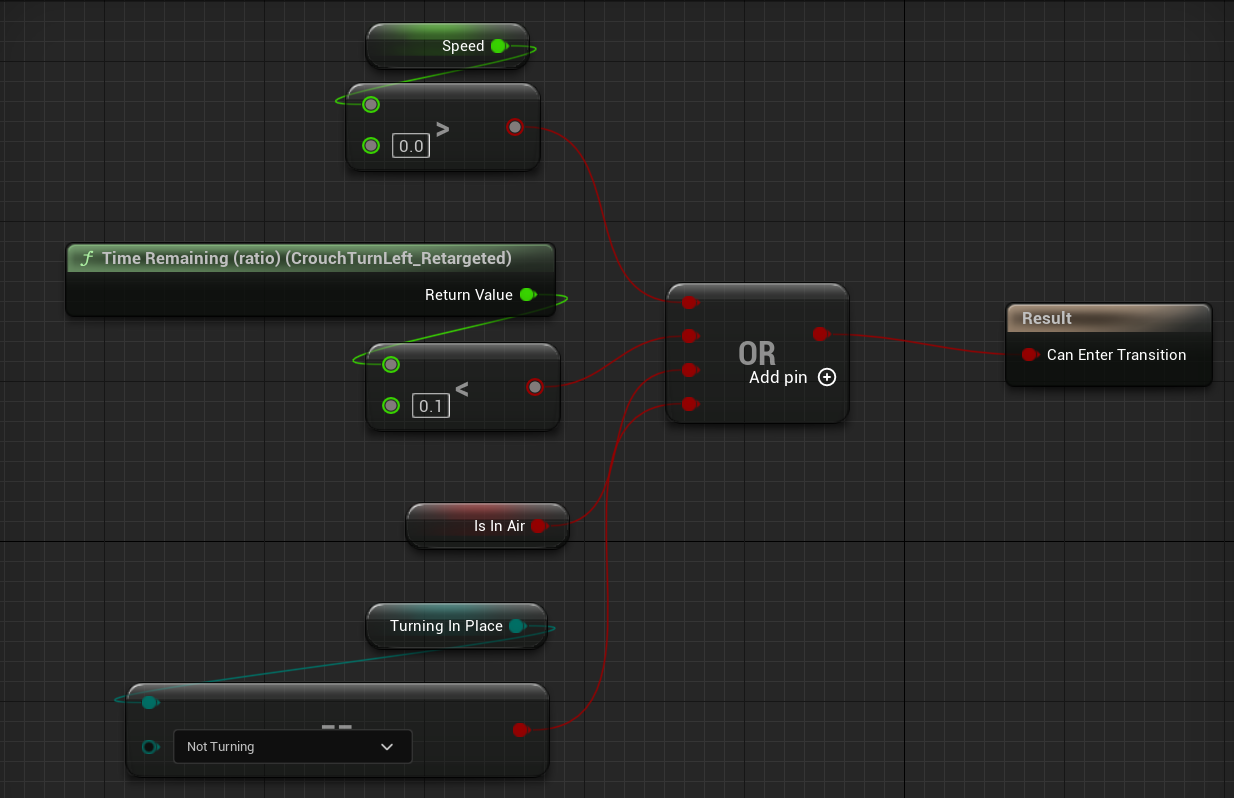 Speed
>
0.0
f Time Remaining (ratio) (CrouchTurnLeft_Retargeted)
Return Value
<
0.1
OR
Add pin
Result
Can Enter Transition
Is In Air
Turning In Place
==
Not Turning